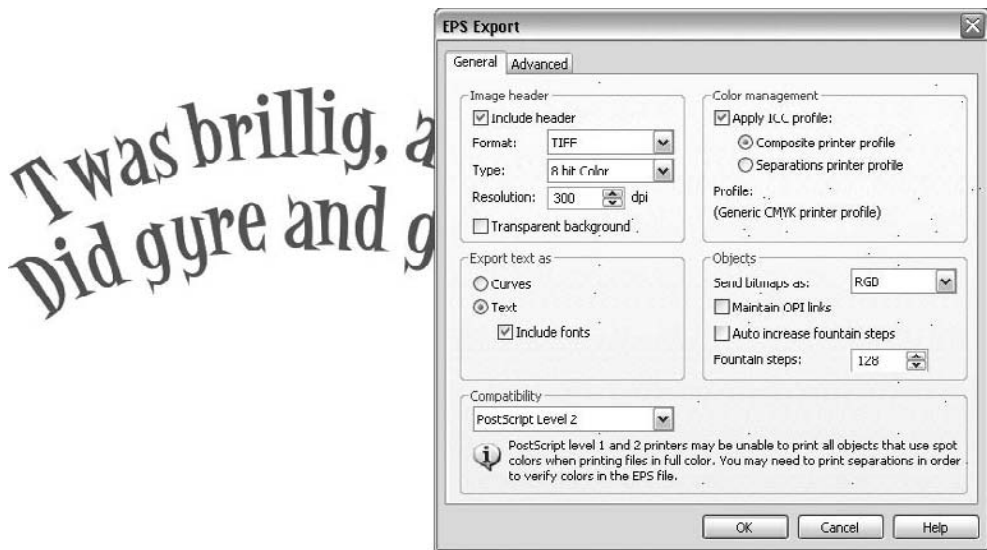 T was brillig, a
Did gyre and g
EPS Export
General
Advanced
Image header
Include header
Format:
TIFF
Type:
8 bit Color
Resolution:
300
dpi
Transparent background
Color management
Apply ICC profile:
Composite printer profile
Separations printer profile
Profile:
(Generic CMYK printer profile)
Export text as
Curves
Text
Include fonts
Objects
Send bitmaps as:
RGD
Maintain OPI links
Auto increase fountain steps
Fountain steps:
128
Compatibility
PostScript Level 2
PostScript level 1 and 2 printers may be unable to print all objects that use spot
colors when printing files in full color. You may need to print separations in order
to verify colors in the EPS file.
OK
Cancel
Help